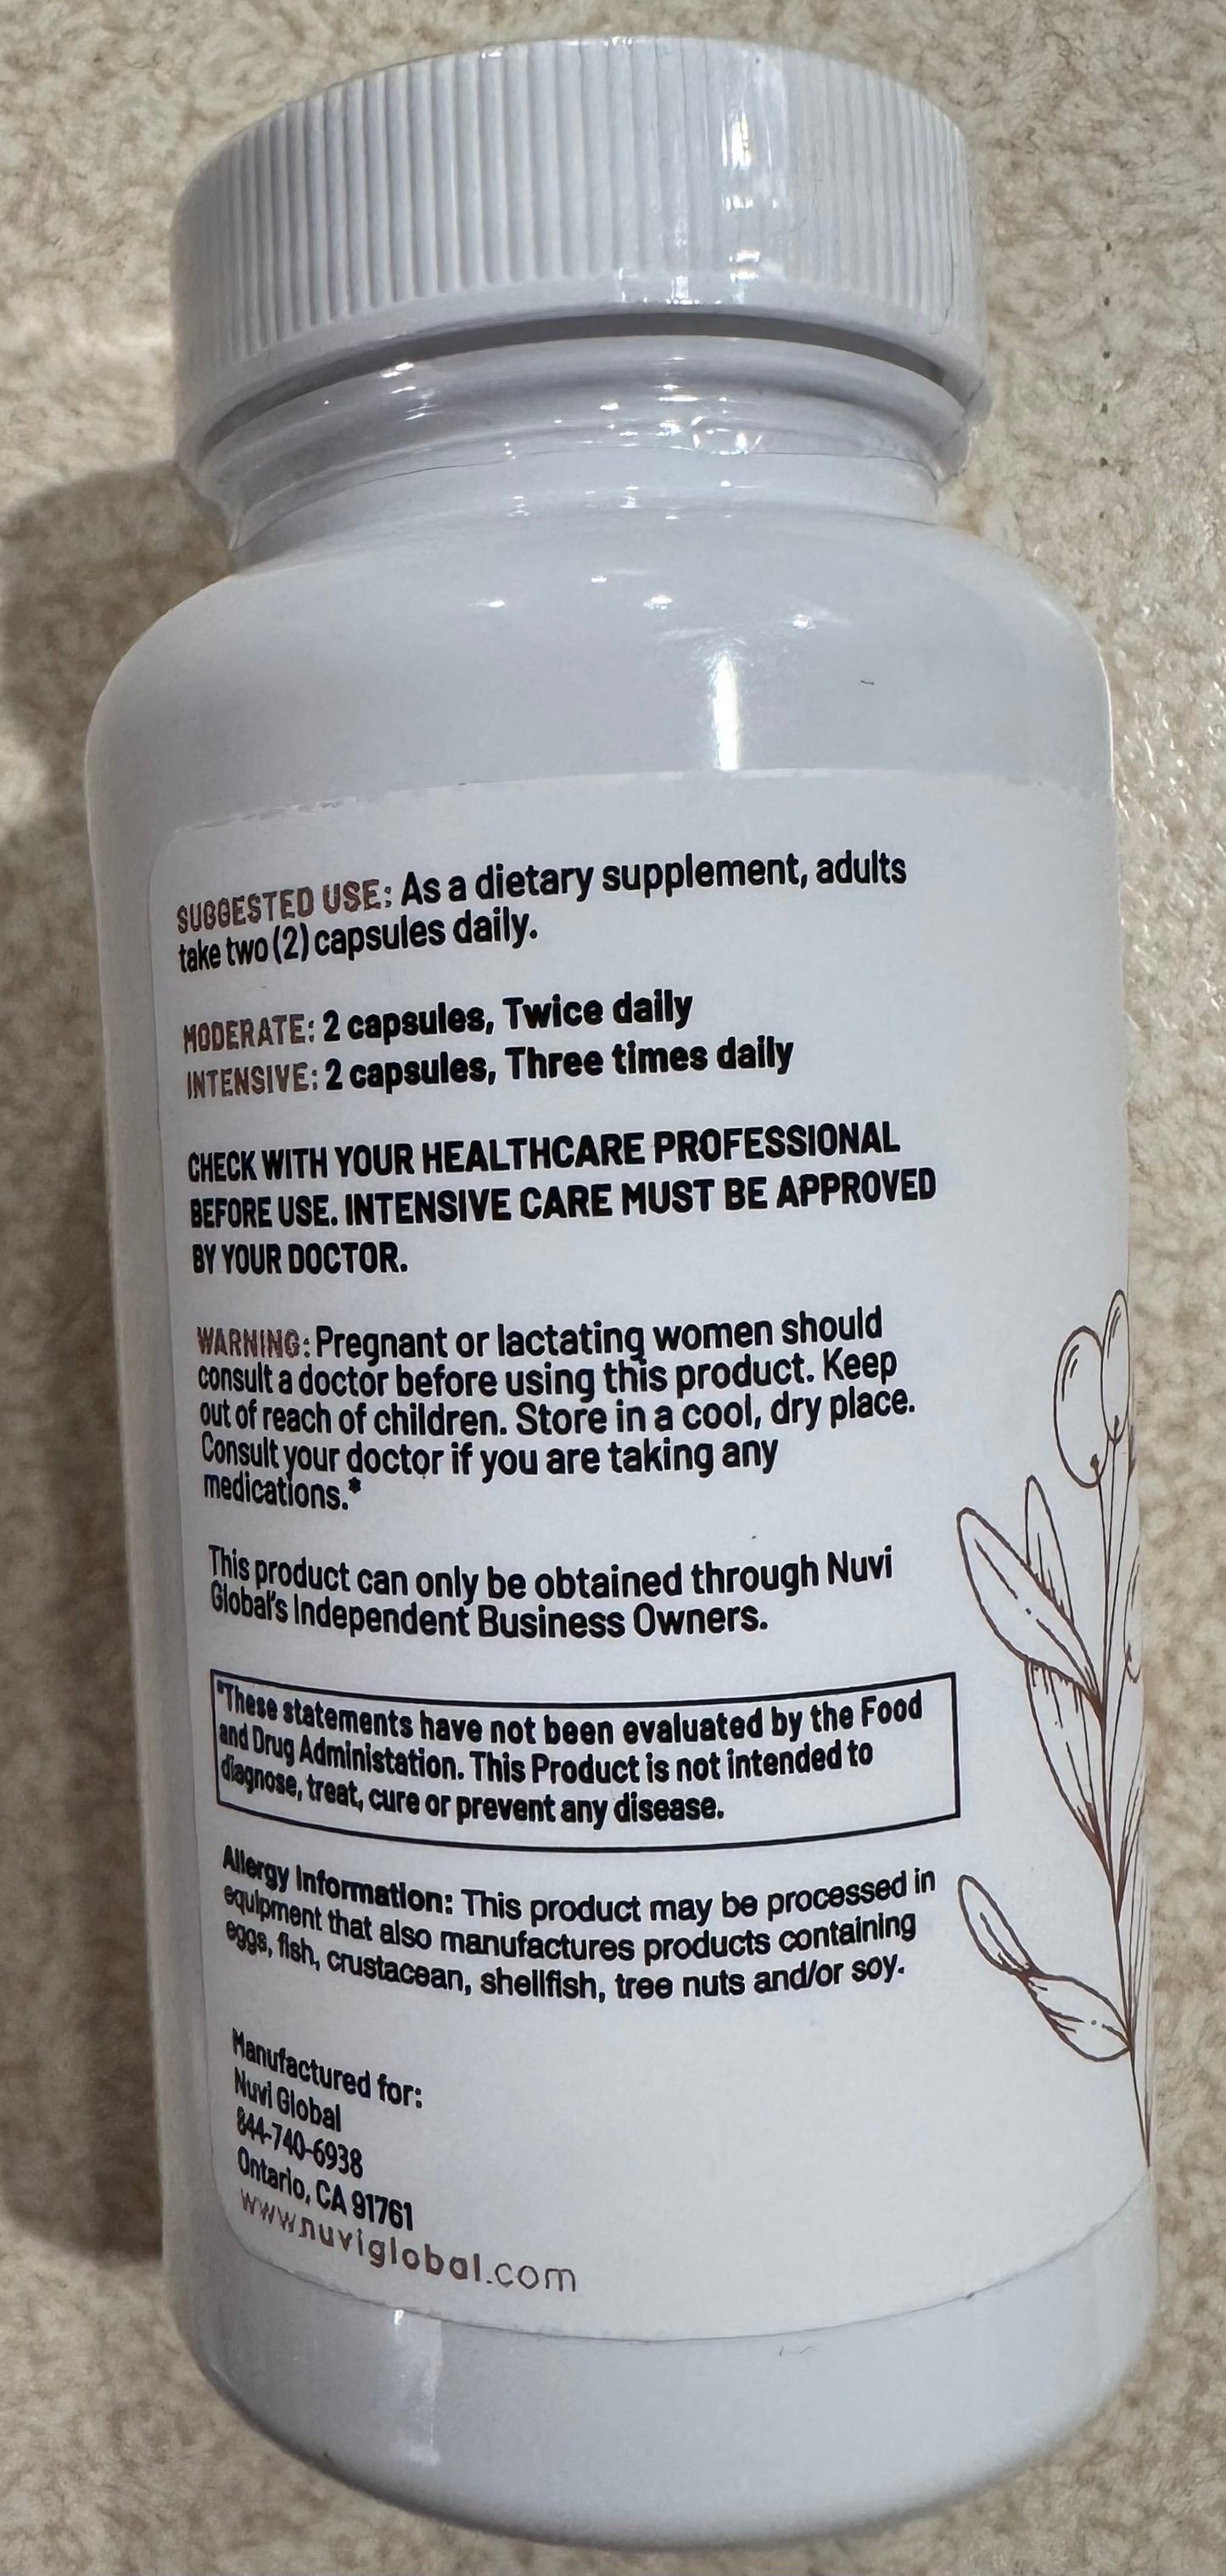 SUGGESTED USE: As a dietary supplement, adults
take two (2) capsules daily.
MODERATE: 2 capsules, Twice daily
INTENSIVE: 2 capsules, Three times daily
CHECK WITH YOUR HEALTHCARE PROFESSIONAL
BEFORE USE. INTENSIVE CARE MUST BE APPROVED
BY YOUR DOCTOR.
WARNING: Pregnant or lactating women should
consult a doctor before using this product. Keep
out of reach of children. Store in a cool, dry place.
Consult your doctor if you are taking any
medications.*
This product can only be obtained through Nuvi
Global's Independent Business Owners.
*These statements have not been evaluated by the Food
and Drug Administation. This Product is not intended to
diagnose, treat, cure or prevent any disease.
Allergy Information: This product may be processed in
equipment that also manufactures products containing
eggs, fish, crustacean, shellfish, tree nuts and/or soy.
Manufactured for:
Nuvi Global
844-740-6938
Ontario, CA 91761
www.nuviglobal.com